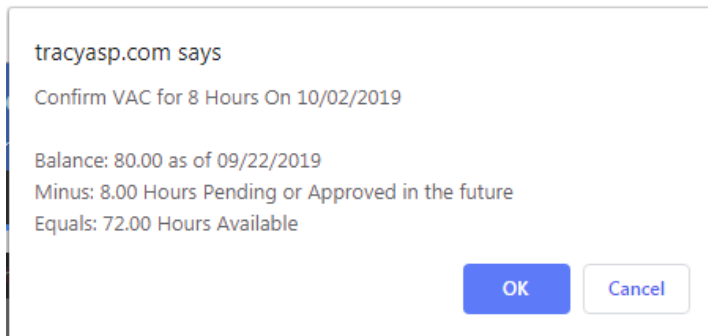 tracyasp.com says
Confirm VAC for 8 Hours On 10/02/2019
Balance: 80.00 as of 09/22/2019
Minus: 8.00 Hours Pending or Approved in the future
Equals: 72.00 Hours Available
OK Cancel